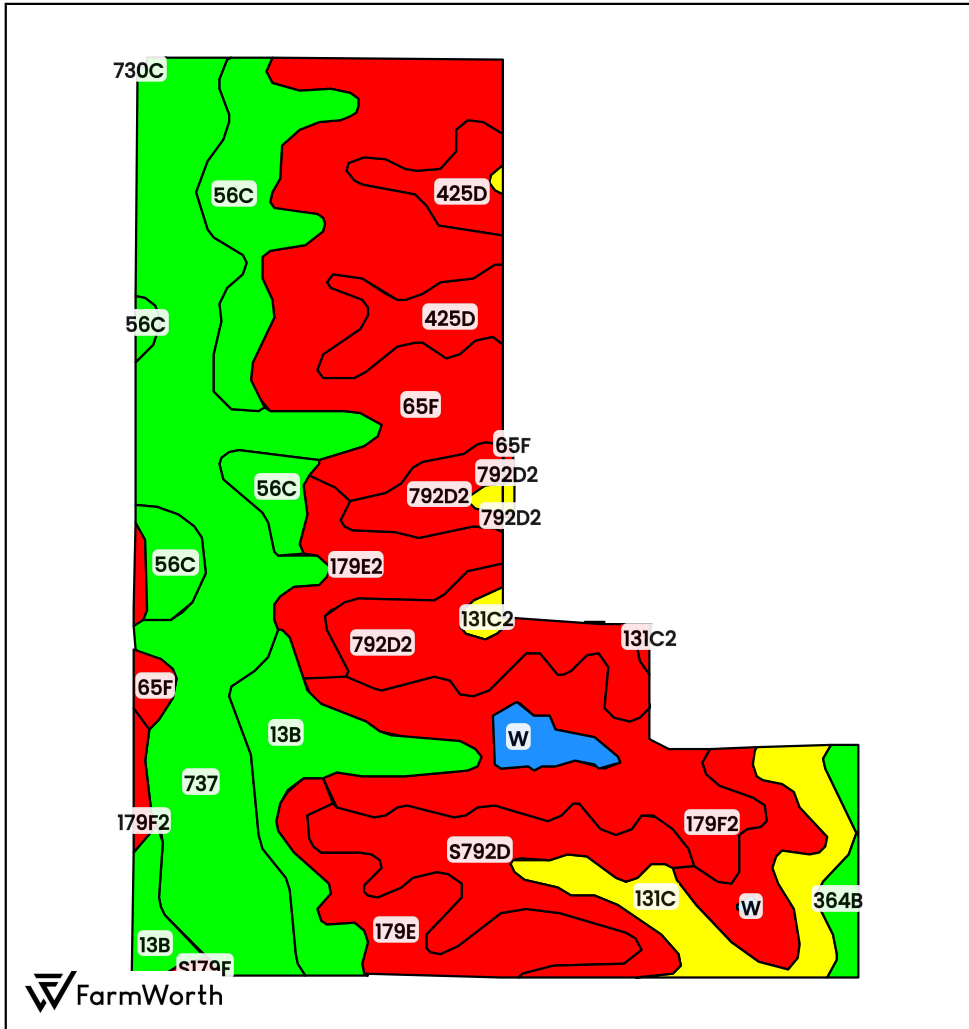 730C
56C
425D
56C
425D
65F
65F
792D2
56C
792D2
792D2
56C
179E2
131C2
131C2
792D2
65F
13B
W
737
179F2
179F2
S792D
131C
364B
W
179E
13B
S179F
FarmWorth